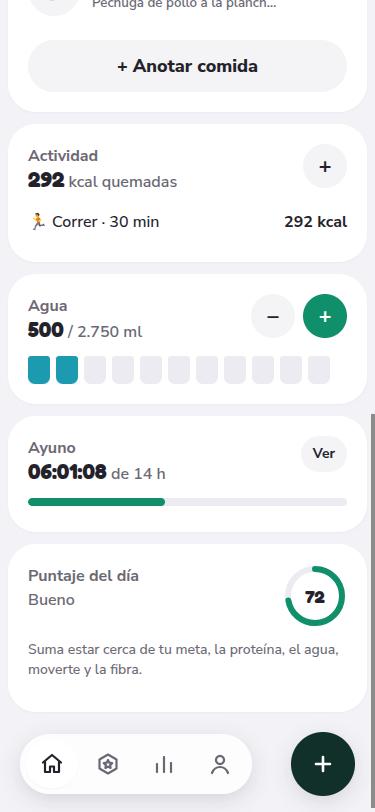 Pechuga de pollo a la planch...
+ Anotar comida
Actividad
292 kcal quemadas
🏃 Correr · 30 min 292 kcal
Agua
500 / 2.750 ml
− +
Ayuno
Ver
06:01:08 de 14 h
Puntaje del día
Bueno
72
Suma estar cerca de tu meta, la proteína, el agua,
moverte y la fibra.